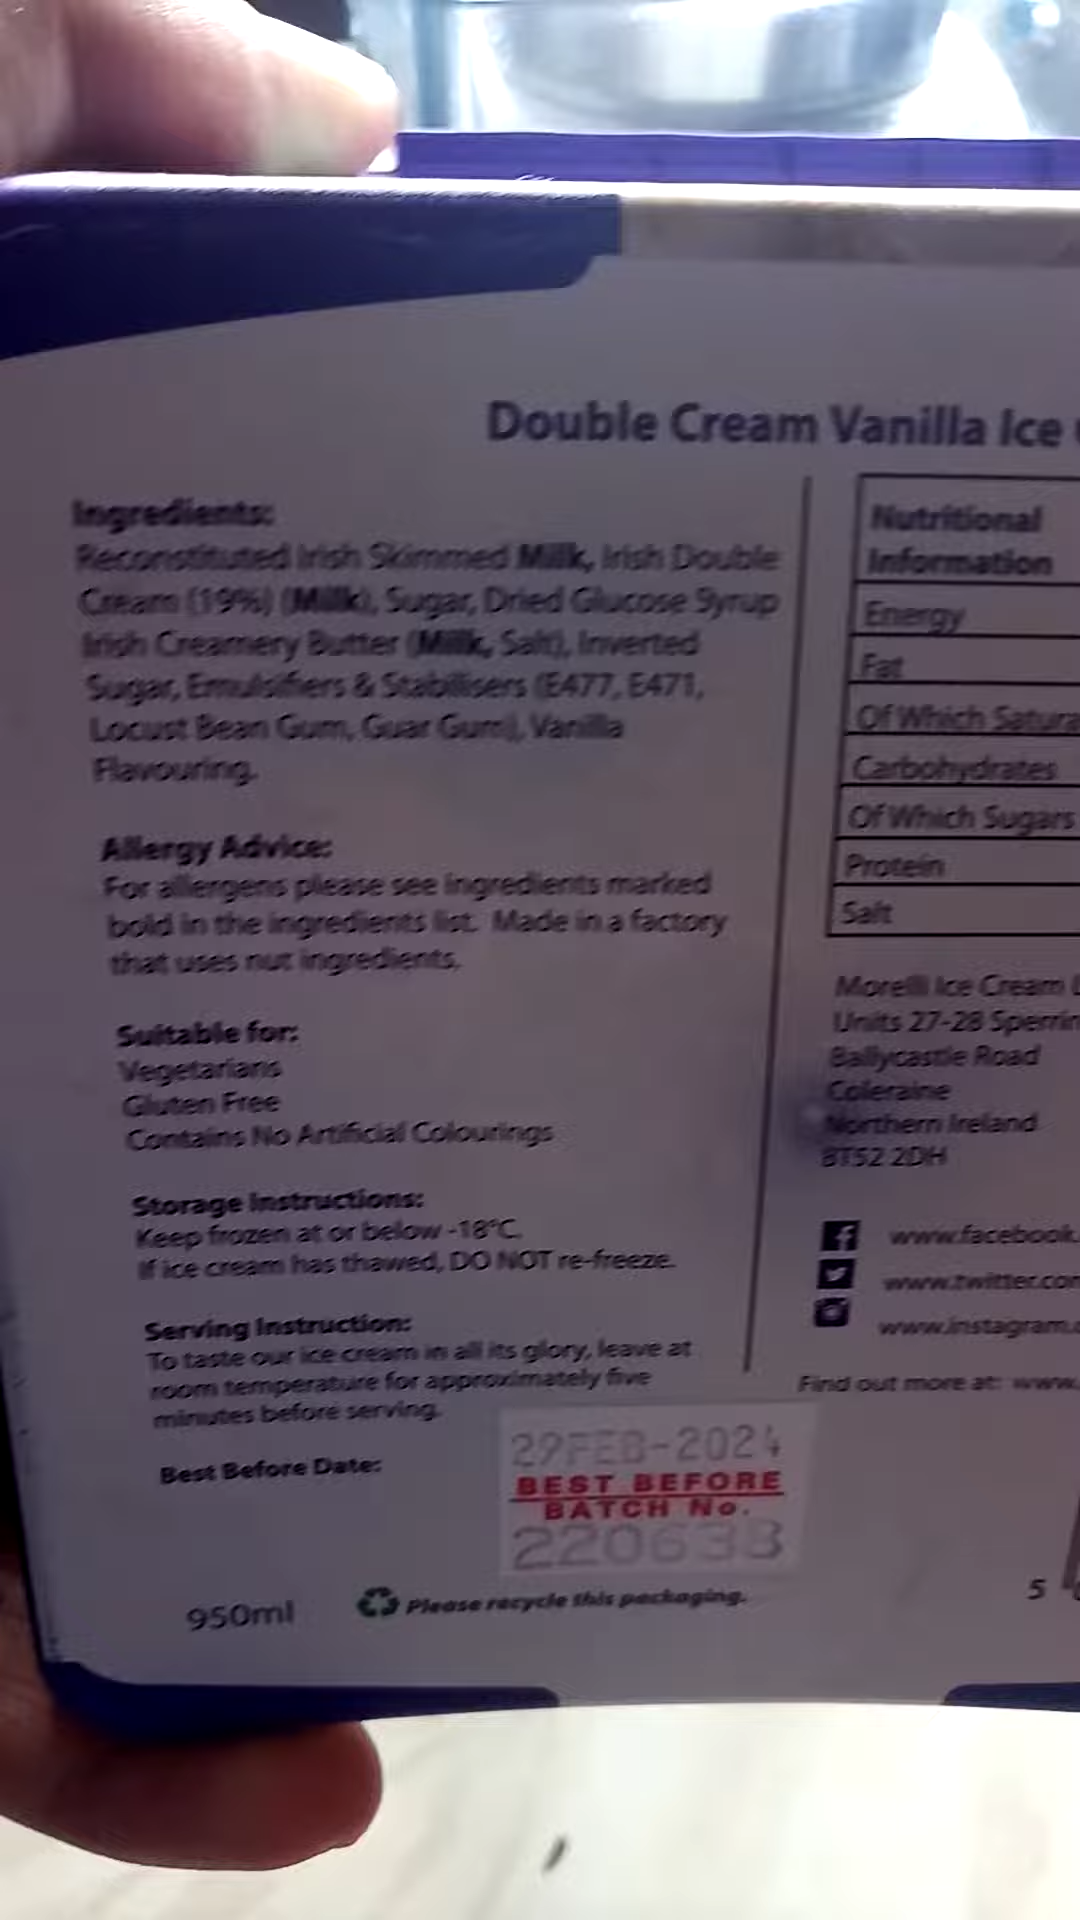 Double Cream Vanilla Ice
Ingredients:
Reconstituted Irish Skimmed Milk, Irish Double
Cream (19%) (Milk), Sugar, Dried Glucose Syrup
Irish Creamery Butter (Milk, Salt), Inverted
Sugar, Emulsifiers & Stabilisers (E477, E471,
Locust Bean Gum, Guar Gum), Vanilla
Flavouring.
Allergy Advice:
For allergens please see ingredients marked
bold in the ingredients list. Made in a factory
that uses nut ingredients.
Suitable for:
Vegetarians
Gluten Free
Contains No Artificial Colourings
Storage Instructions:
Keep frozen at or below -18°C.
If ice cream has thawed, DO NOT re-freeze.
Serving Instruction:
To taste our ice cream in all its glory, leave at
room temperature for approximately five
minutes before serving.
Best Before Date:
29FEB-2024
BEST BEFORE
BATCH No.
220638
950ml
Please recycle this packaging.
Nutritional
Information
Energy
Fat
Of Which Satura
Carbohydrates
Of Which Sugars
Protein
Salt
Morelli Ice Cream
Units 27-28 Sperrin
Ballycastle Road
Coleraine
Northern Ireland
BT52 2DH
www.facebook.
www.twitter.co
www.instagram.
Find out more at: www.
5